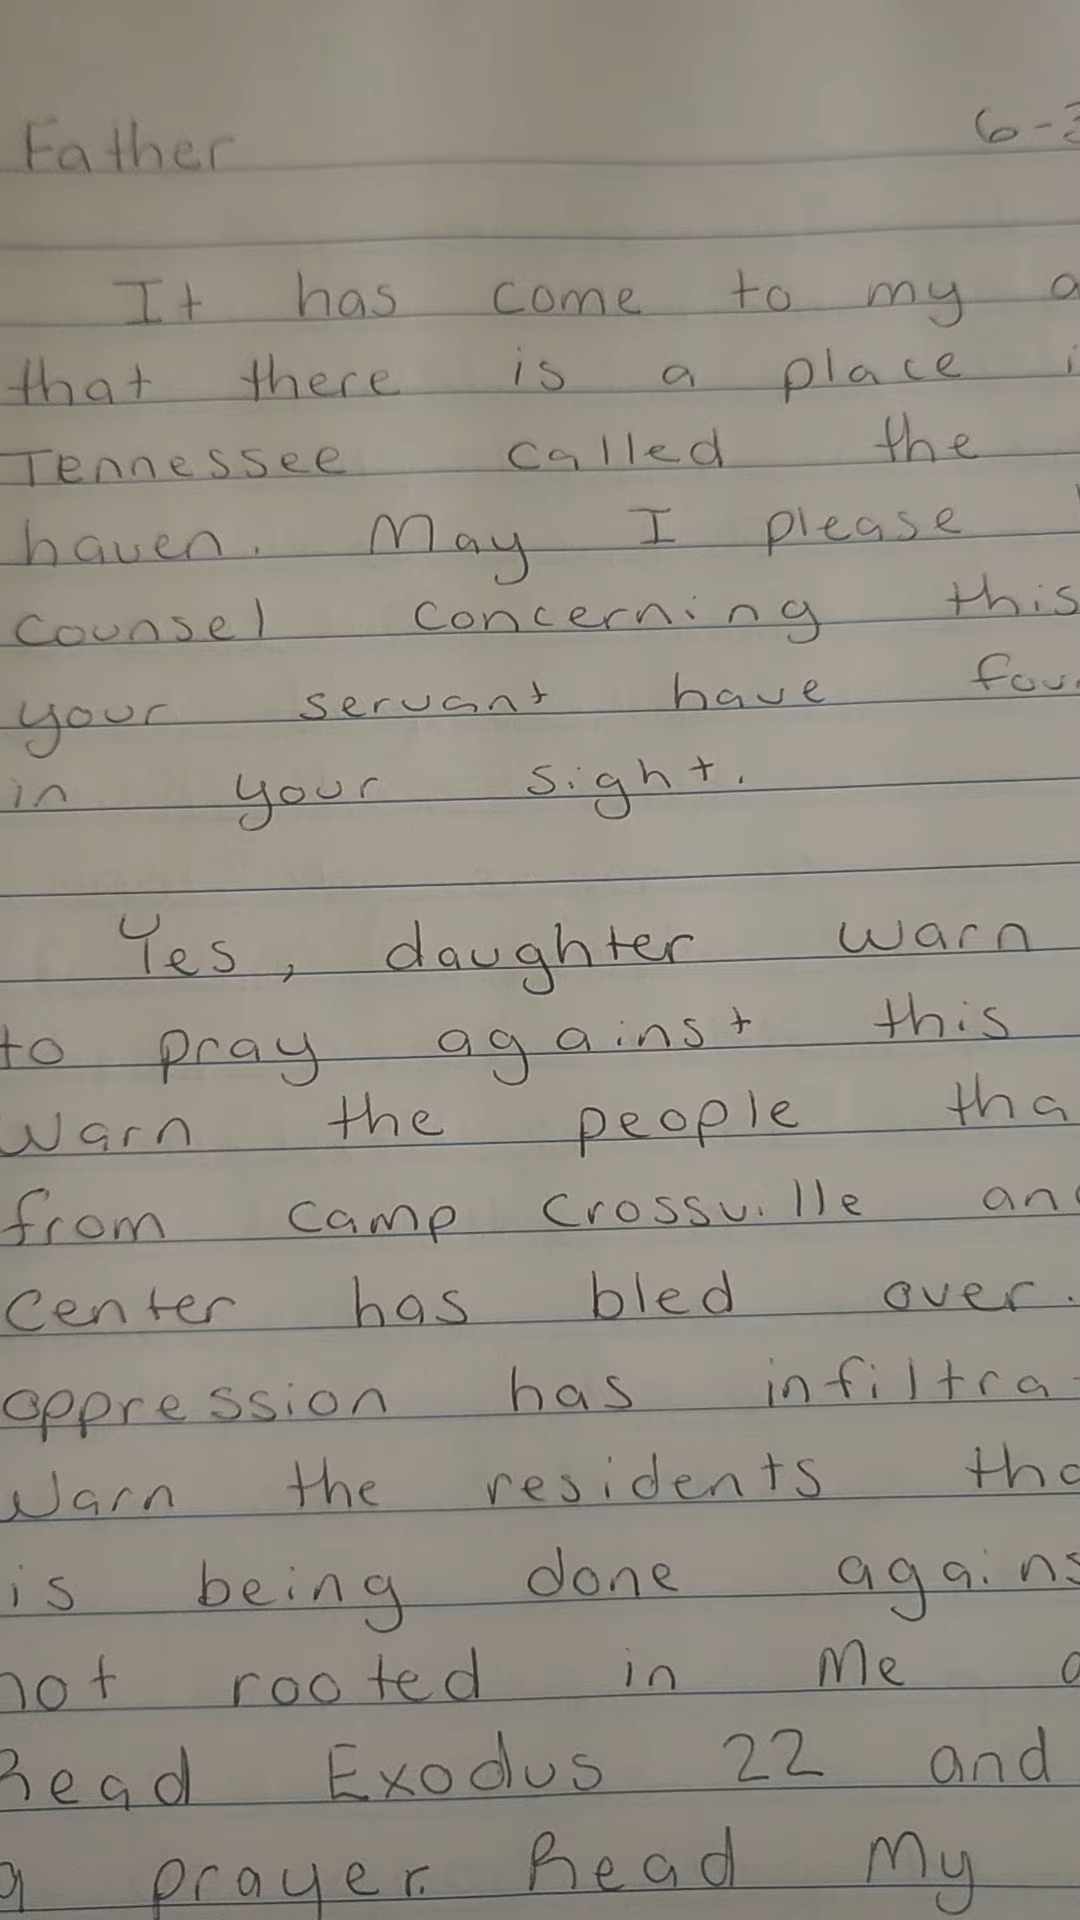 Father 6-3
It has come to my a
that there is a place i
Tennessee called the
haven. May I please
counsel concerning this
your servant have fou
in your sight.
Yes, daughter warn
to pray against this
Warn the people tha
from camp crossville an
center has bled over.
oppression has infiltra
Warn the residents tha
is being done agains
not rooted in Me a
Read Exodus 22 and
a prayer. Read My